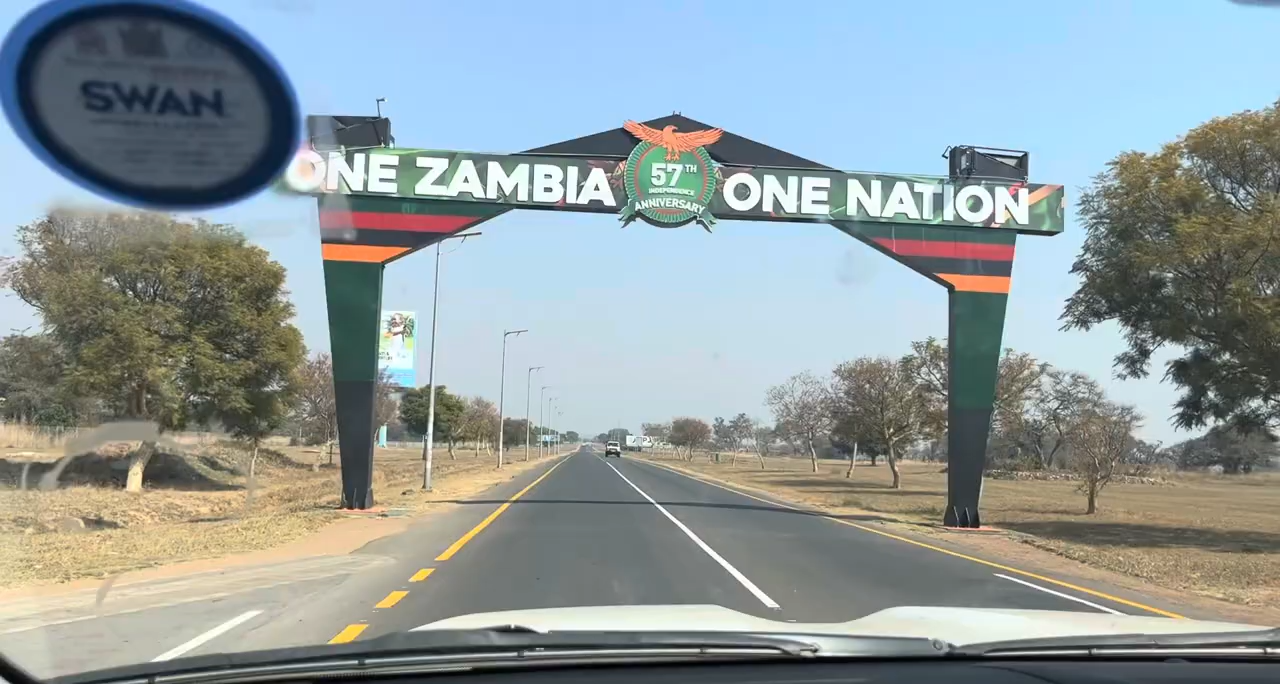 SWAN
ONE ZAMBIA
57TH
INDEPENDENCE
ANNIVERSARY
ONE NATION